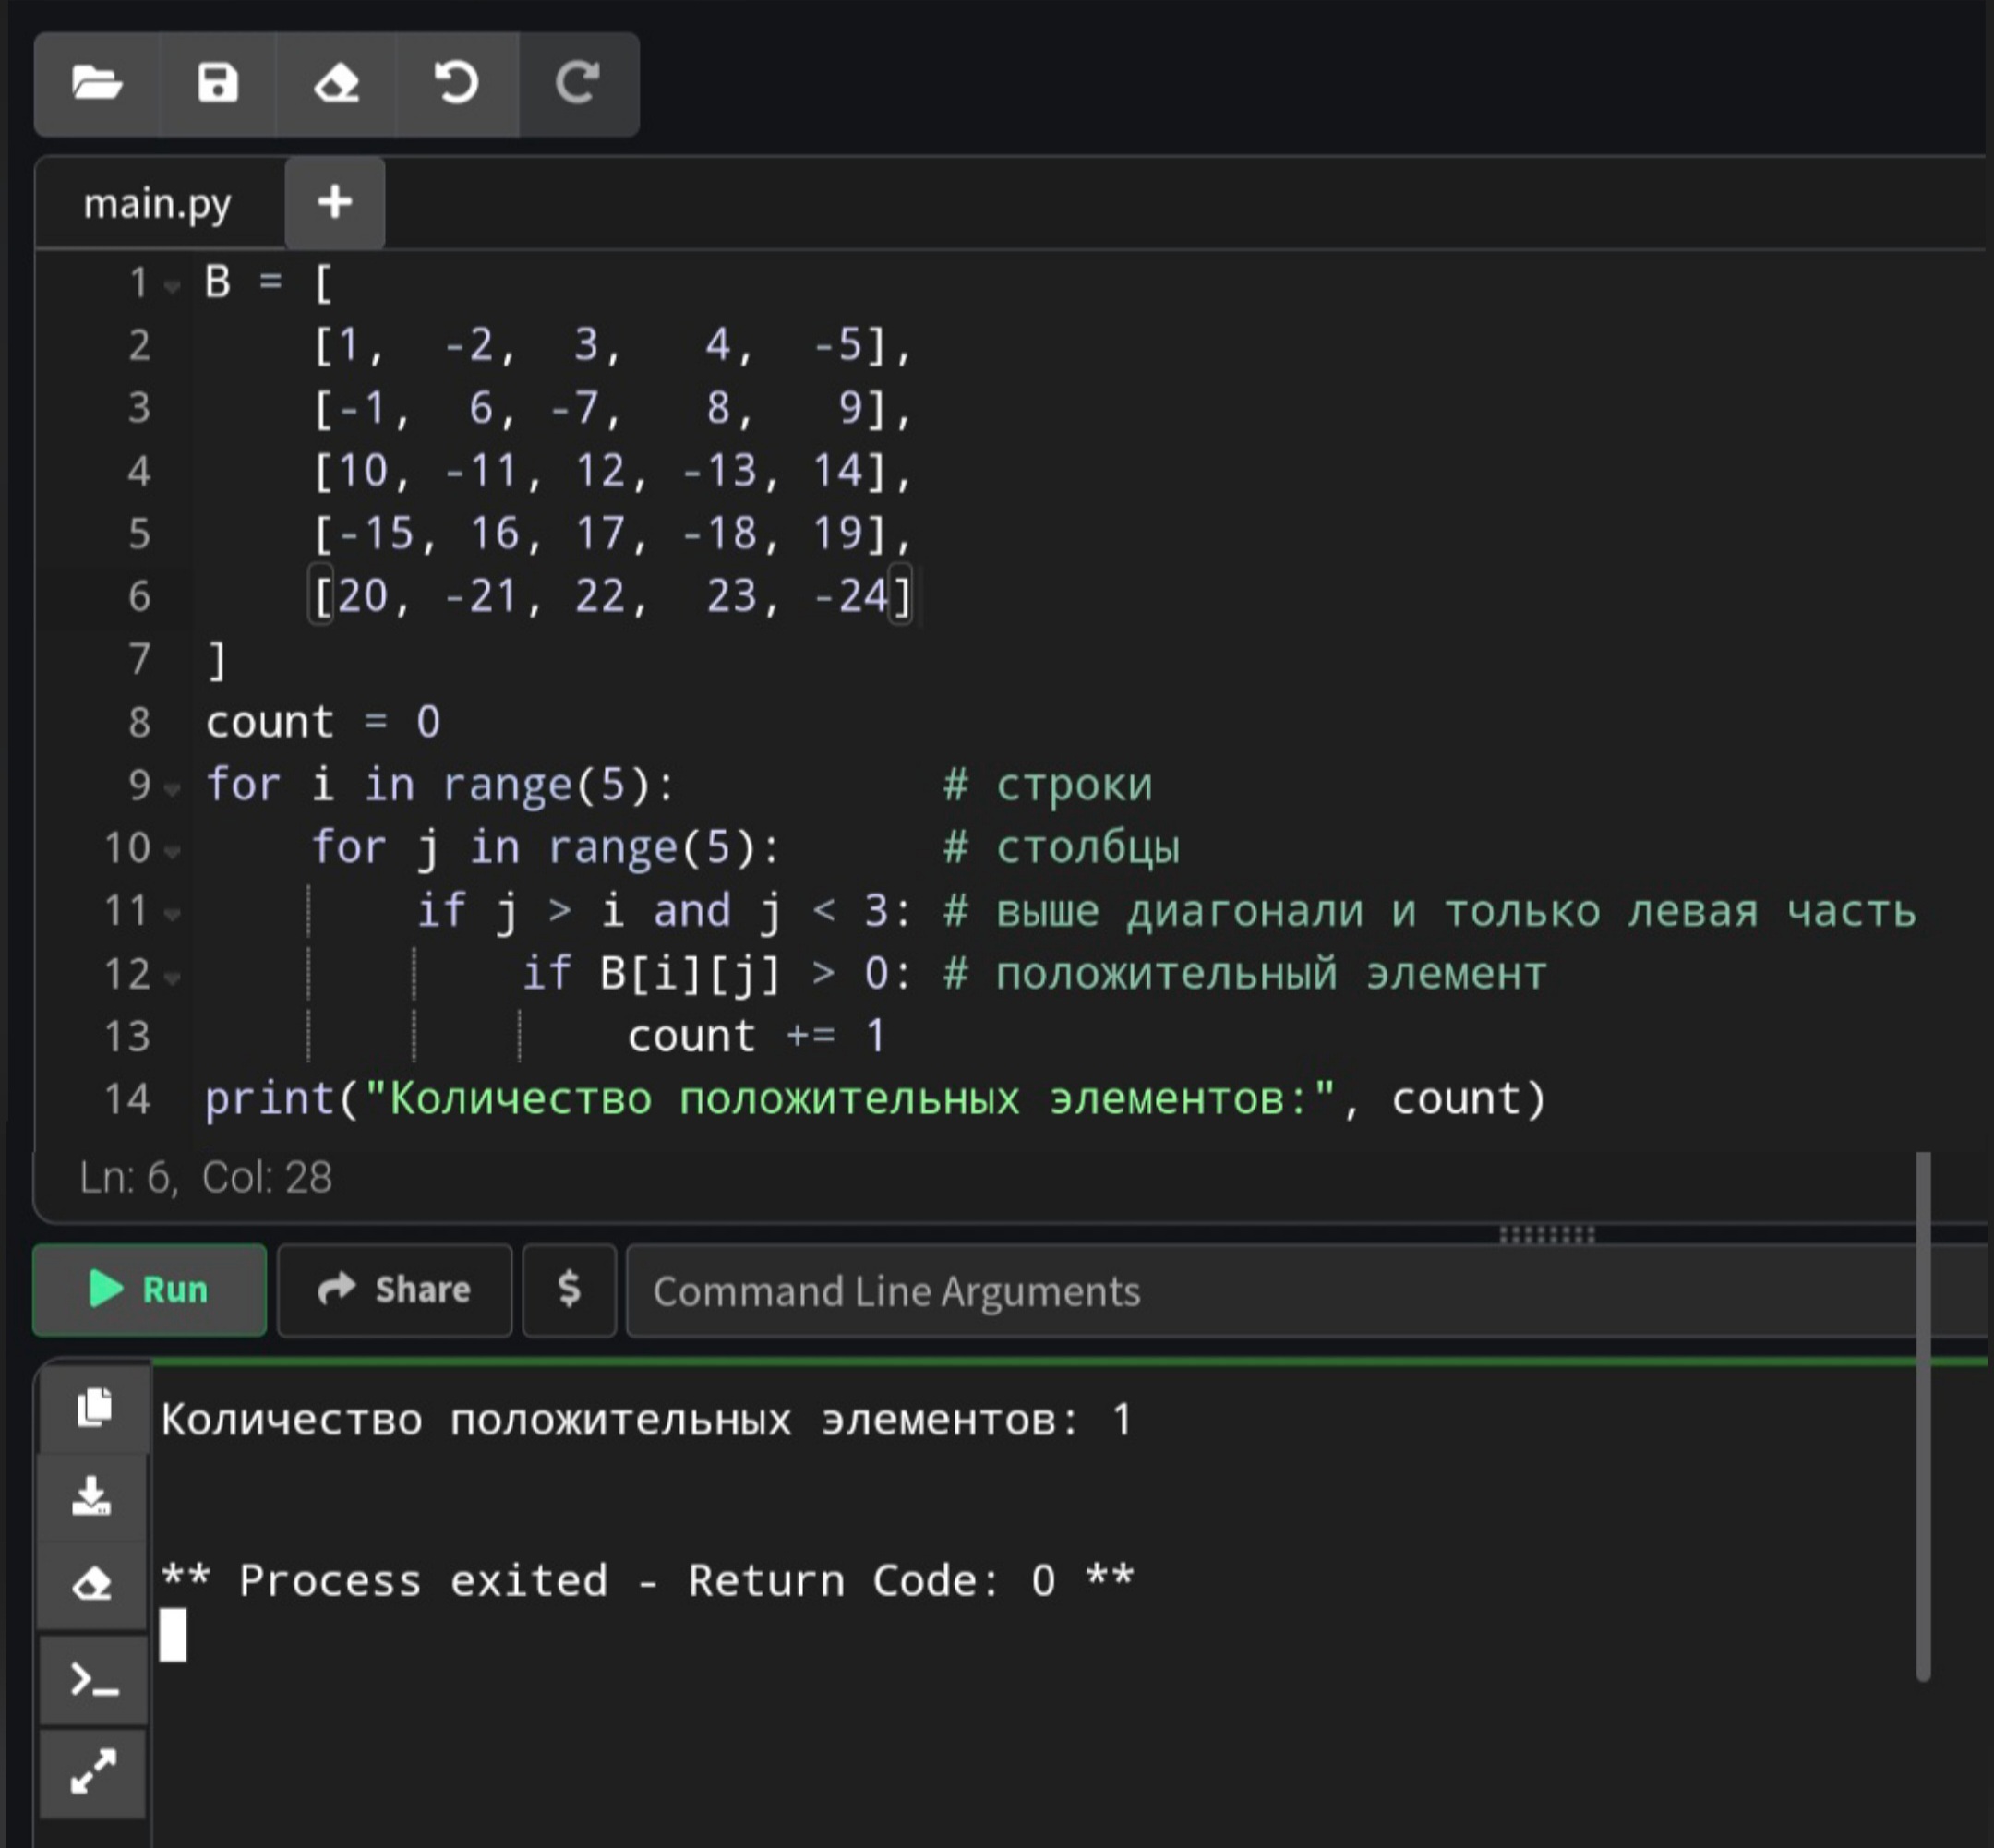 main.py
1 B = [
2     [1,  -2,  3,   4,  -5],
3     [-1,  6, -7,   8,   9],
4     [10, -11, 12, -13, 14],
5     [-15, 16, 17, -18, 19],
6     [20, -21, 22,  23, -24]
7 ]
8 count = 0
9 for i in range(5):          # строки
10     for j in range(5):      # столбцы
11         if j > i and j < 3: # выше диагонали и только левая часть
12             if B[i][j] > 0: # положительный элемент
13                 count += 1
14 print("Количество положительных элементов:", count)
Ln: 6, Col: 28
Run Share $ Command Line Arguments
Количество положительных элементов: 1
** Process exited - Return Code: 0 **